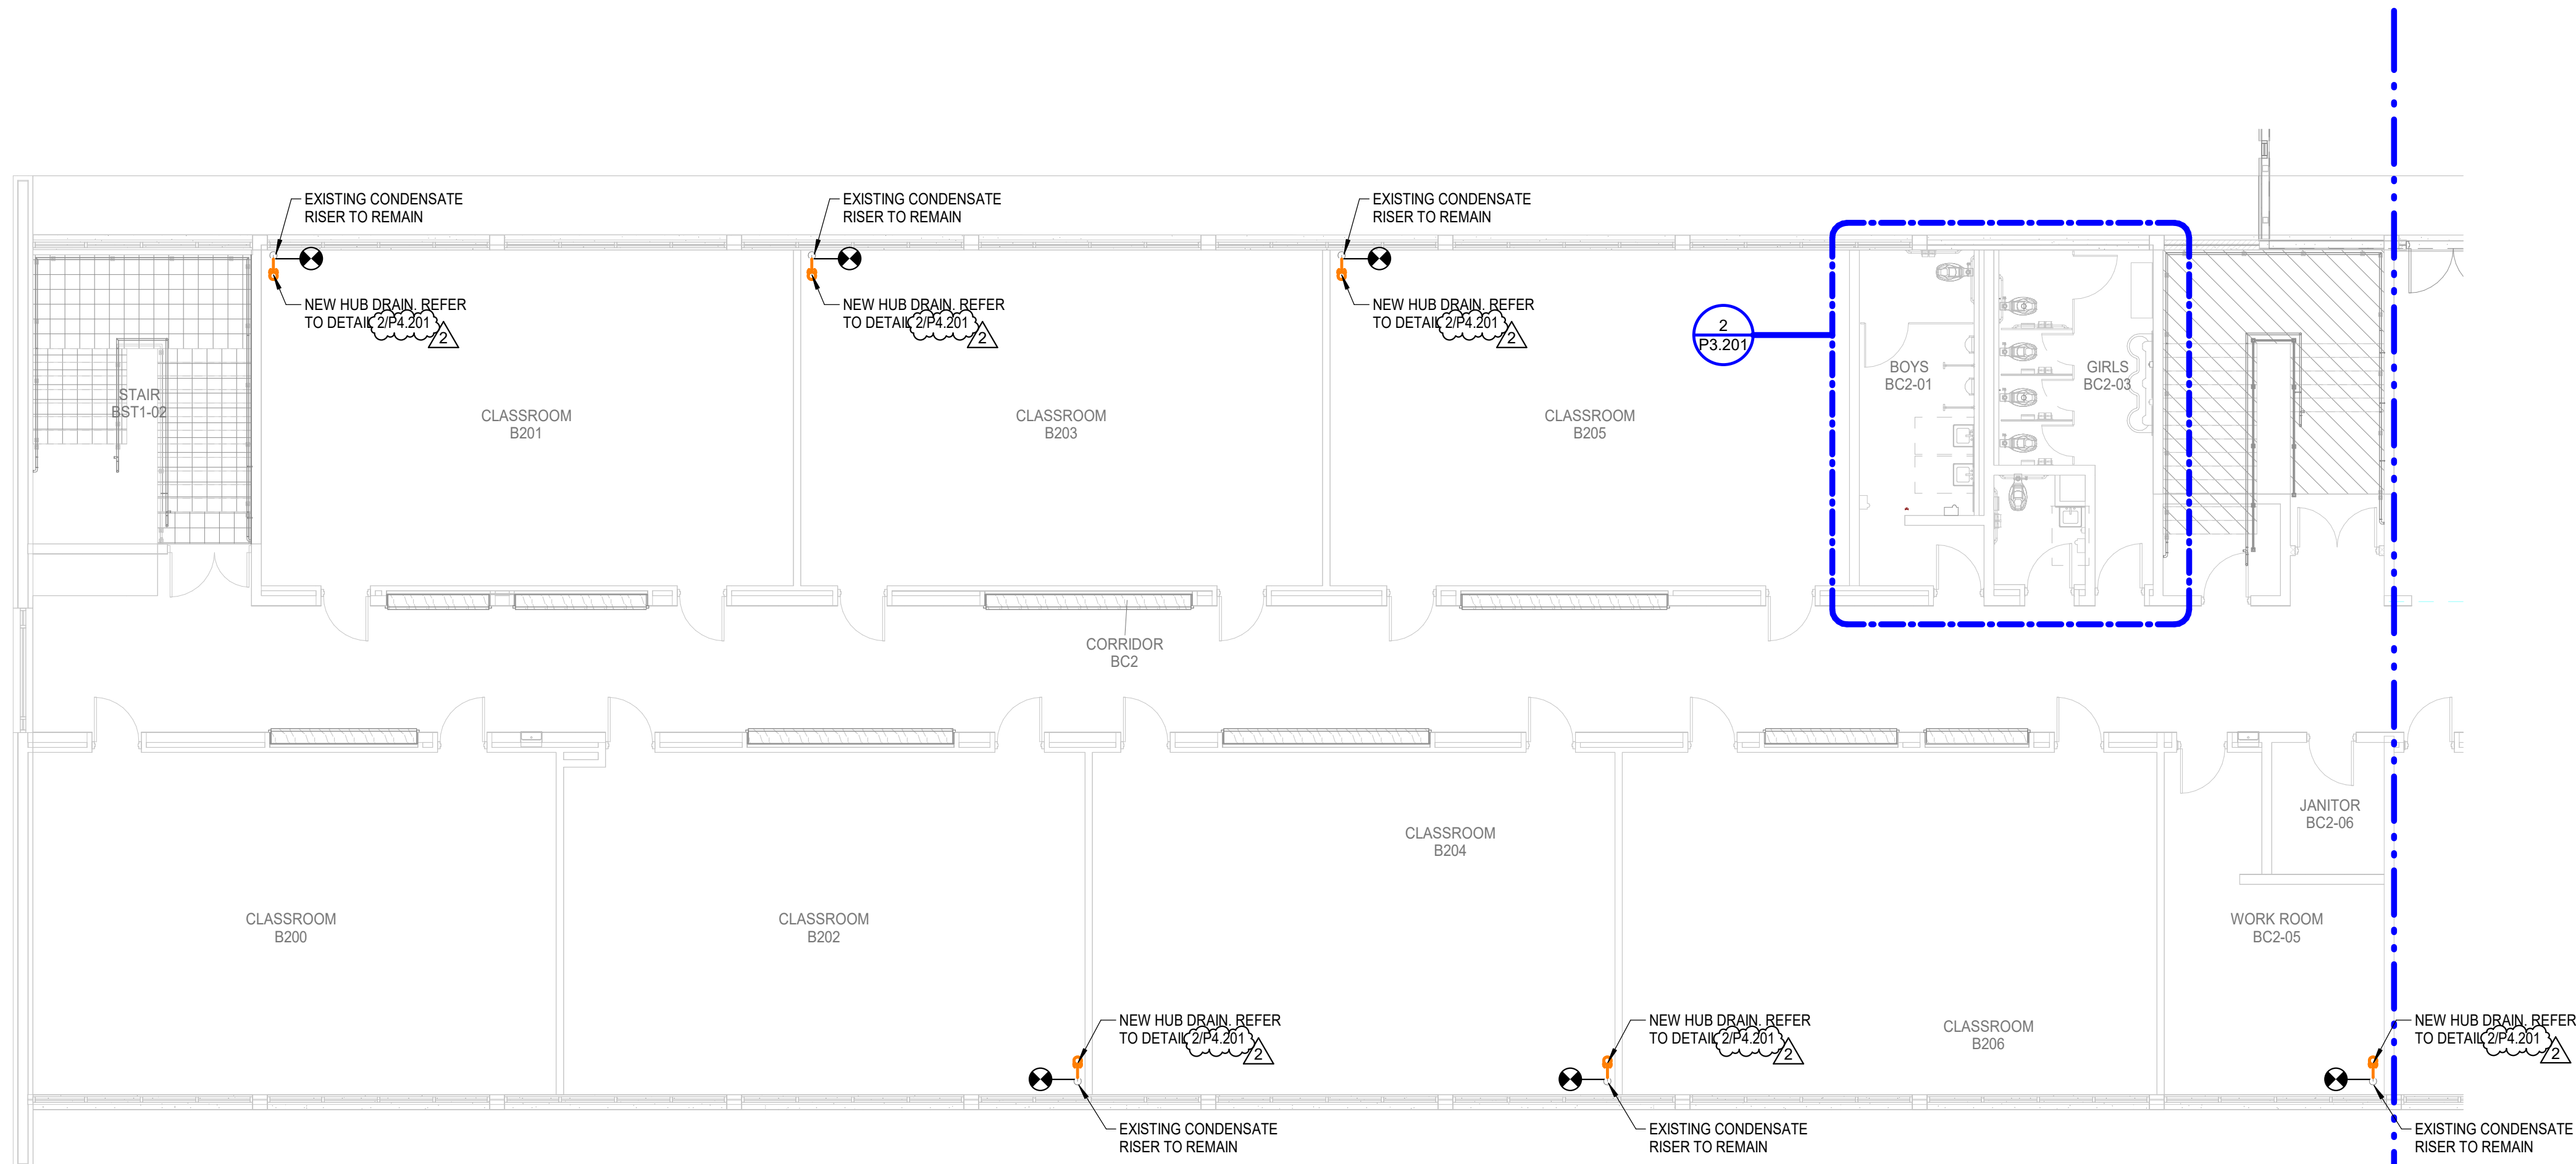 EXISTING CONDENSATE
RISER TO REMAIN
EXISTING CONDENSATE
RISER TO REMAIN
EXISTING CONDENSATE
RISER TO REMAIN
NEW HUB DRAIN. REFER
TO DETAIL 2/P4.201
2
NEW HUB DRAIN. REFER
TO DETAIL 2/P4.201
2
NEW HUB DRAIN. REFER
TO DETAIL 2/P4.201
2
2
P3.201
STAIR
BST1-02
CLASSROOM
B201
CLASSROOM
B203
CLASSROOM
B205
BOYS
BC2-01
GIRLS
BC2-03
CORRIDOR
BC2
CLASSROOM
B200
CLASSROOM
B202
CLASSROOM
B204
CLASSROOM
B206
JANITOR
BC2-06
WORK ROOM
BC2-05
NEW HUB DRAIN. REFER
TO DETAIL 2/P4.201
2
NEW HUB DRAIN. REFER
TO DETAIL 2/P4.201
2
NEW HUB DRAIN. REFER
TO DETAIL 2/P4.201
2
EXISTING CONDENSATE
RISER TO REMAIN
EXISTING CONDENSATE
RISER TO REMAIN
EXISTING CONDENSATE
RISER TO REMAIN